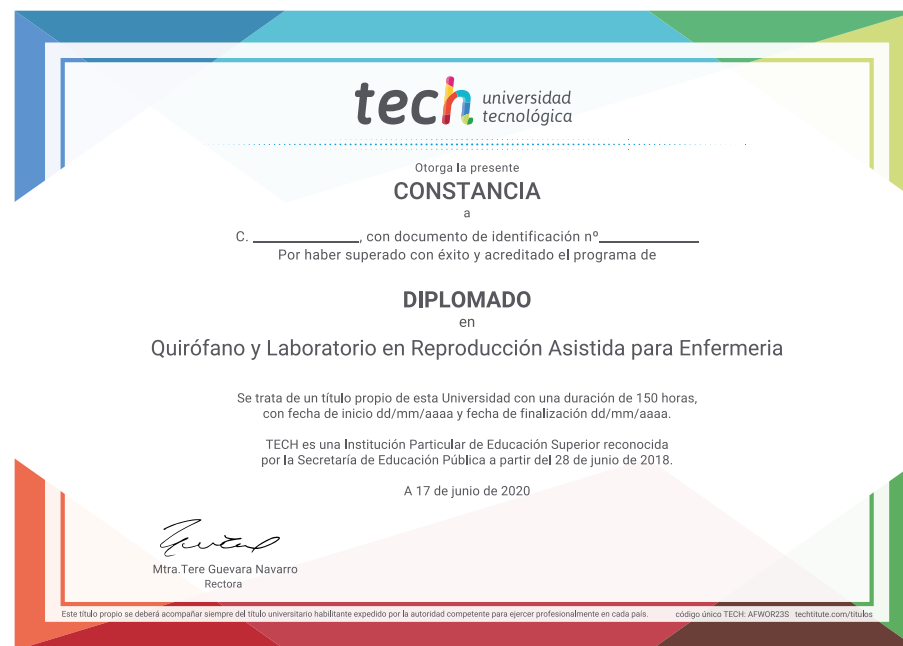 tech universidad
tecnológica
Otorga la presente
CONSTANCIA
a
C. ____________, con documento de identificación nº____________
Por haber superado con éxito y acreditado el programa de
DIPLOMADO
en
Quirófano y Laboratorio en Reproducción Asistida para Enfermeria
Se trata de un título propio de esta Universidad con una duración de 150 horas,
con fecha de inicio dd/mm/aaaa y fecha de finalización dd/mm/aaaa.
TECH es una Institución Particular de Educación Superior reconocida
por la Secretaría de Educación Pública a partir del 28 de junio de 2018.
A 17 de junio de 2020
Mtra.Tere Guevara Navarro
Rectora
Este título propio se deberá acompañar siempre del título universitario habilitante expedido por la autoridad competente para ejercer profesionalmente en cada país. código único TECH: AFWOR23S techtitute.com/titulos